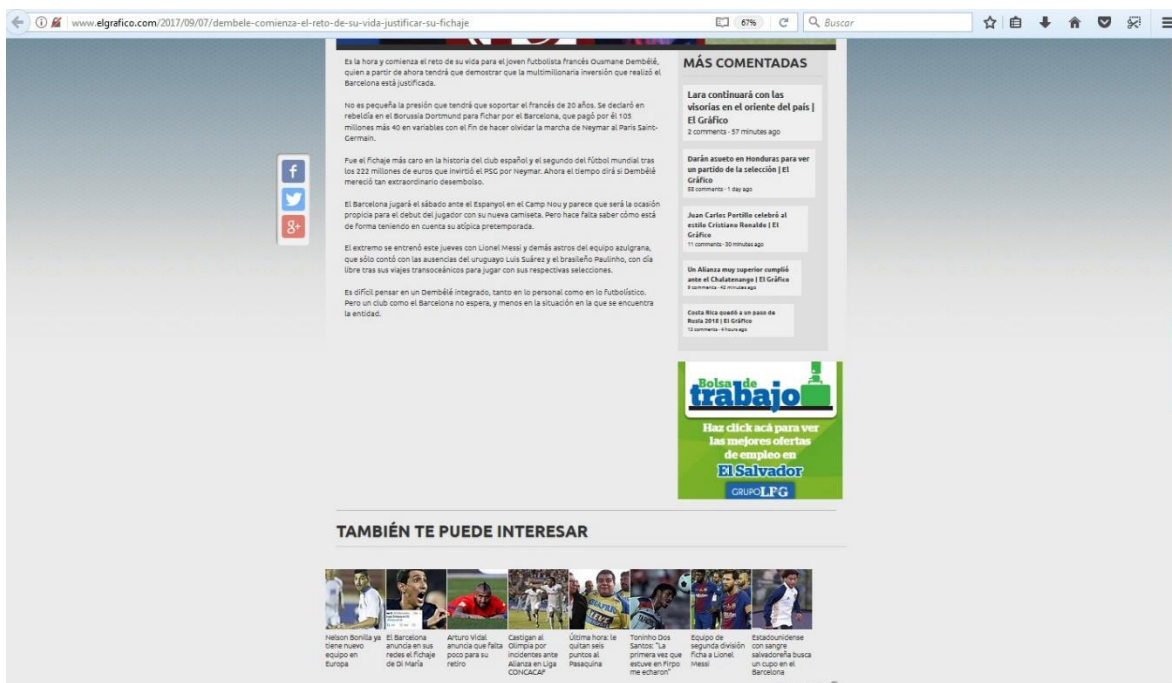 www.elgrafico.com/2017/09/07/dembele-comienza-el-reto-de-su-vida-justificar-su-fichaje
67%
Buscar
Es la hora y comienza el reto de su vida para el joven futbolista francés Ousmane Dembélé,
quien a partir de ahora tendrá que demostrar que la multimillonaria inversión que realizó el
Barcelona está justificada.
No es pequeña la presión que tendrá que soportar el francés de 20 años. Se declaró en
rebeldía en el Borussia Dortmund para fichar por el Barcelona, que pagó por él 105
millones más 40 en variables con el fin de hacer olvidar la marcha de Neymar al Paris Saint-
Germain.
Fue el fichaje más caro en la historia del club español y el segundo del fútbol mundial tras
los 222 millones de euros que invirtió el PSG por Neymar. Ahora el tiempo dirá si Dembélé
mereció tan extraordinario desembolso.
El Barcelona jugará el sábado ante el Espanyol en el Camp Nou y parece que será la ocasión
propicia para el debut del jugador con su nueva camiseta. Pero hace falta saber cómo está
de forma teniendo en cuenta su atípica pretemporada.
El extremo se entrenó este jueves con Lionel Messi y demás astros del equipo azulgrana,
que sólo contó con las ausencias del uruguayo Luis Suárez y el brasileño Paulinho, con día
libre tras sus viajes transoceánicos para jugar con sus respectivas selecciones.
Es difícil pensar en un Dembélé integrado, tanto en lo personal como en lo futbolístico.
Pero un club como el Barcelona no espera, y menos en la situación en la que se encuentra
la entidad.
f
g+
MÁS COMENTADAS
Lara continuará con las
visorias en el oriente del país |
El Gráfico
2 comments - 57 minutes ago
Darán asueto en Honduras para ver
un partido de la selección | El
Gráfico
comments - 1 day ago
Juan Carlos Portillo celebró al
estilo Cristiano Ronaldo | El
Gráfico
11 comments - 30 minutes ago
Un Alianza muy superior cumplió
ante el Chalatenango | El Gráfico
comments - minutes ago
Costa Rica quedó a un paso de
Rusia 2018 | El Gráfico
comments - 4 hours ago
Bolsa de
trabajo
Haz click acá para ver
las mejores ofertas
de empleo en
El Salvador
GRUPO LPG
TAMBIÉN TE PUEDE INTERESAR
Nelson Bonilla ya
tiene nuevo
equipo en
Europa
El Barcelona
anuncia en sus
redes el fichaje
de Di María
Arturo Vidal
anuncia que falta
poco para su
retiro
Castigan al
Olimpia por
incidentes ante
Alianza en Liga
CONCACAF
Última hora: le
quitan seis
puntos al
Pasaquina
Toninho Dos
Santos: "La
primera vez que
estuve en Firpo
me echaron"
Equipo de
segunda división
ficha a Lionel
Messi
Estadounidense
con sangre
salvadoreña busca
un cupo en el
Barcelona